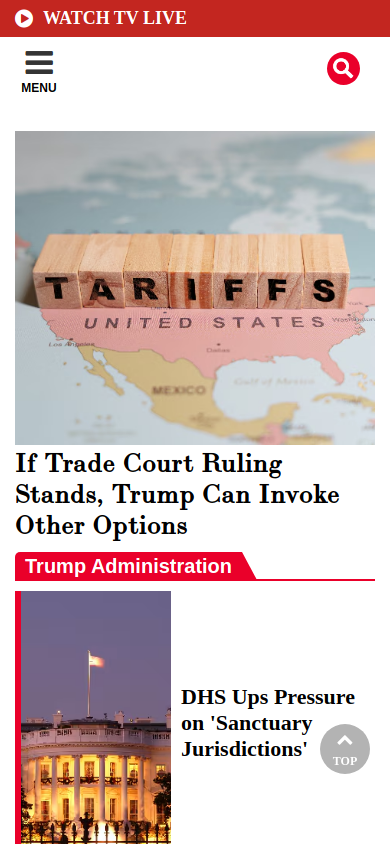 WATCH TV LIVE
MENU
TARIFFS
UNITED STATES
Los Angeles
Dallas
MEXICO
Gulf of Mexico
If Trade Court Ruling
Stands, Trump Can Invoke
Other Options
Trump Administration
DHS Ups Pressure
on 'Sanctuary
Jurisdictions'
TOP